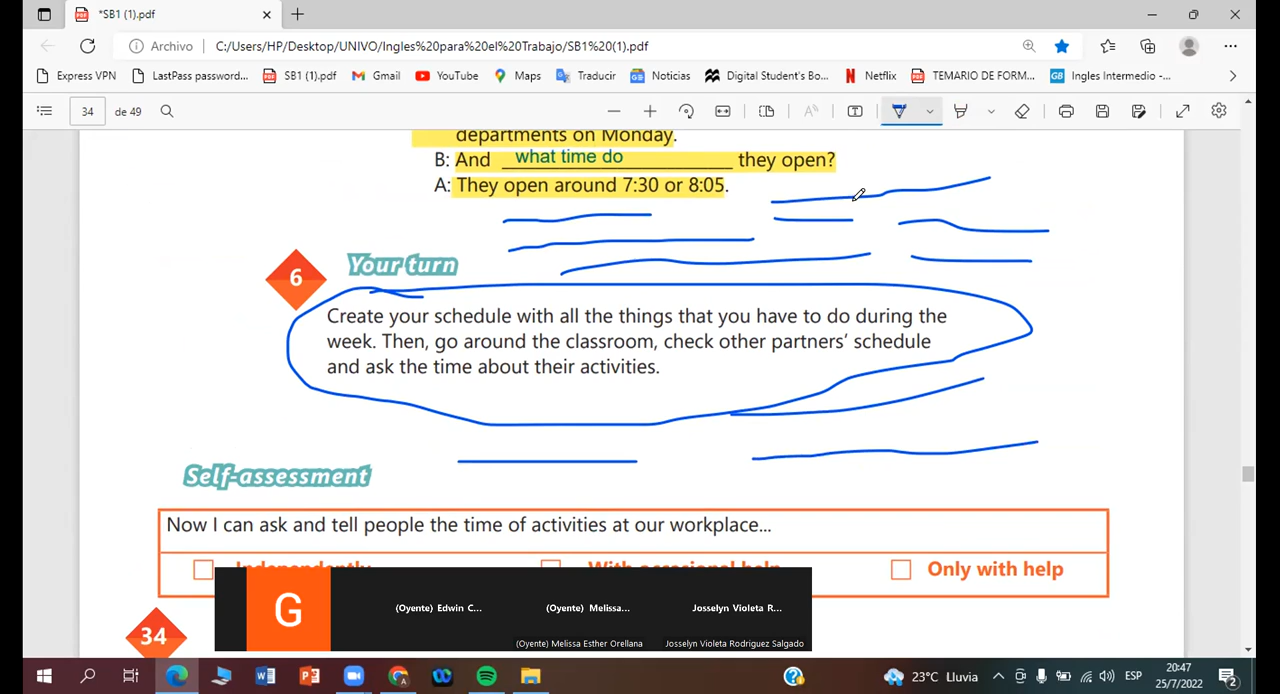 *SB1 (1).pdf
Archivo C:/Users/HP/Desktop/UNIVO/Ingles%20para%20el%20Trabajo/SB1%20(1).pdf
Express VPN LastPass password... SB1 (1).pdf Gmail YouTube Maps Traducir Noticias Digital Student's Bo... Netflix TEMARIO DE FORM... Ingles Intermedio -...
34 de 49
departments on Monday.
B: And what time do they open?
A: They open around 7:30 or 8:05.
6 Your turn
Create your schedule with all the things that you have to do during the
week. Then, go around the classroom, check other partners' schedule
and ask the time about their activities.
Self-assessment
Now I can ask and tell people the time of activities at our workplace...
Independently With occasional help Only with help
G (Oyente) Edwin C... (Oyente) Melissa... Josselyn Violeta R...
(Oyente) Melissa Esther Orellana Josselyn Violeta Rodriguez Salgado
34
23°C Lluvia ESP 20:47
25/7/2022 2